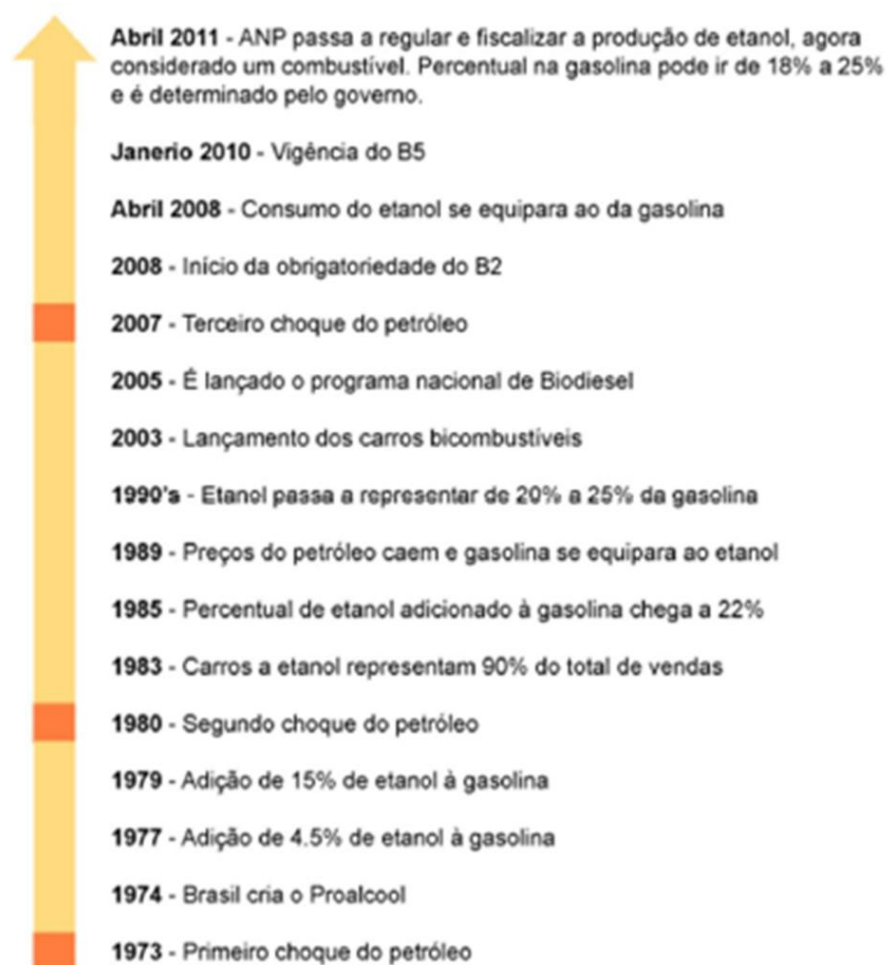 Abril 2011 - ANP passa a regular e fiscalizar a produção de etanol, agora
considerado um combustível. Percentual na gasolina pode ir de 18% a 25%
e é determinado pelo governo.
Janerio 2010 - Vigência do B5
Abril 2008 - Consumo do etanol se equipara ao da gasolina
2008 - Início da obrigatoriedade do B2
2007 - Terceiro choque do petróleo
2005 - É lançado o programa nacional de Biodiesel
2003 - Lançamento dos carros bicombustíveis
1990's - Etanol passa a representar de 20% a 25% da gasolina
1989 - Preços do petróleo caem e gasolina se equipara ao etanol
1985 - Percentual de etanol adicionado à gasolina chega a 22%
1983 - Carros a etanol representam 90% do total de vendas
1980 - Segundo choque do petróleo
1979 - Adição de 15% de etanol à gasolina
1977 - Adição de 4.5% de etanol à gasolina
1974 - Brasil cria o Proalcool
1973 - Primeiro choque do petróleo